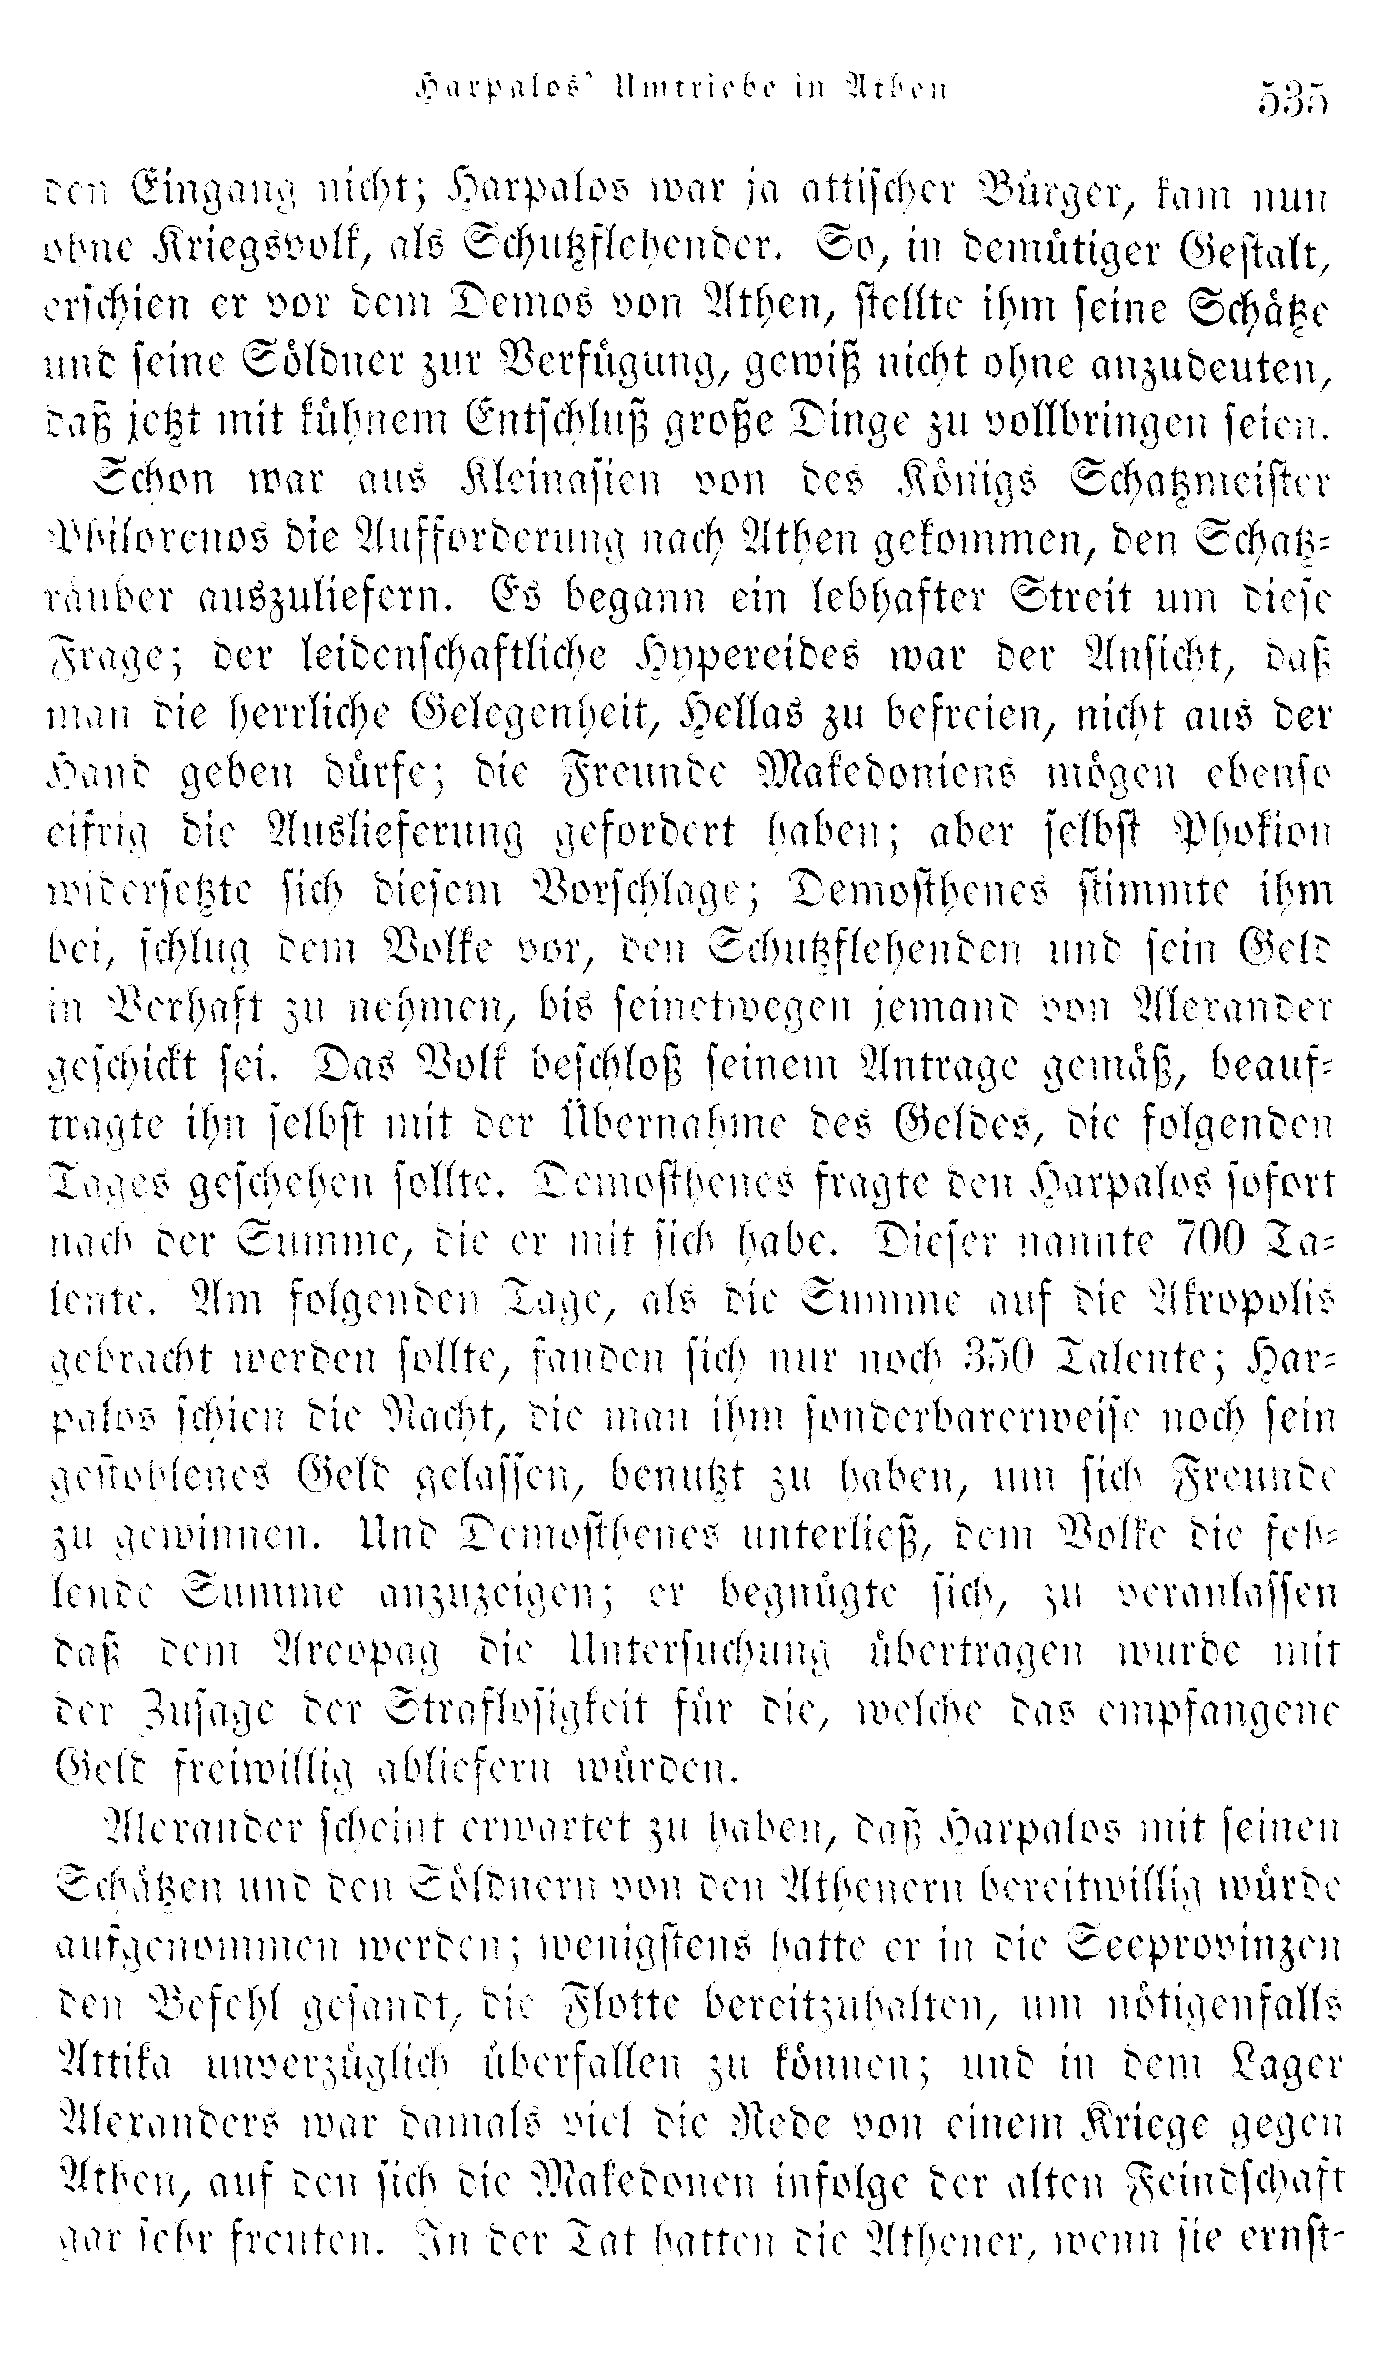 Harpalos' Umtriebe in Athen 535
den Eingang nicht; Harpalos war ja attischer Bürger, kam nun
ohne Kriegsvolk, als Schutzflehender. So, in demütiger Gestalt,
erschien er vor dem Demos von Athen, stellte ihm seine Schätze
und seine Söldner zur Verfügung, gewiß nicht ohne anzudeuten,
daß jetzt mit kühnem Entschluß große Dinge zu vollbringen seien.
Schon war aus Kleinasien von des Königs Schatzmeister
Philoxenos die Aufforderung nach Athen gekommen, den Schatz-
räuber auszuliefern. Es begann ein lebhafter Streit um diese
Frage; der leidenschaftliche Hypereides war der Ansicht, daß
man die herrliche Gelegenheit, Hellas zu befreien, nicht aus der
Hand geben dürfe; die Freunde Makedoniens mögen ebenso
eifrig die Auslieferung gefordert haben; aber selbst Phokion
widersetzte sich diesem Vorschlage; Demosthenes stimmte ihm
bei, schlug dem Volke vor, den Schutzflehenden und sein Geld
in Verhaft zu nehmen, bis seinetwegen jemand von Alexander
geschickt sei. Das Volk beschloß seinem Antrage gemäß, beauf-
tragte ihn selbst mit der Übernahme des Geldes, die folgenden
Tages geschehen sollte. Demosthenes fragte den Harpalos sofort
nach der Summe, die er mit sich habe. Dieser nannte 700 Ta-
lente. Am folgenden Tage, als die Summe auf die Akropolis
gebracht werden sollte, fanden sich nur noch 350 Talente; Har-
palos schien die Nacht, die man ihm sonderbarerweise noch sein
gestohlenes Geld gelassen, benutzt zu haben, um sich Freunde
zu gewinnen. Und Demosthenes unterließ, dem Volke die feh-
lende Summe anzuzeigen; er begnügte sich, zu veranlassen
daß dem Areopag die Untersuchung übertragen wurde mit
der Zusage der Straflosigkeit für die, welche das empfangene
Geld freiwillig abliefern würden.
Alexander scheint erwartet zu haben, daß Harpalos mit seinen
Schätzen und den Söldnern von den Athenern bereitwillig würde
aufgenommen werden; wenigstens hatte er in die Seeprovinzen
den Befehl gesandt, die Flotte bereitzuhalten, um nötigenfalls
Attika unverzüglich überfallen zu können; und in dem Lager
Alexanders war damals viel die Rede von einem Kriege gegen
Athen, auf den sich die Makedonen infolge der alten Feindschaft
gar sehr freuten. In der Tat hatten die Athener, wenn sie ernst-